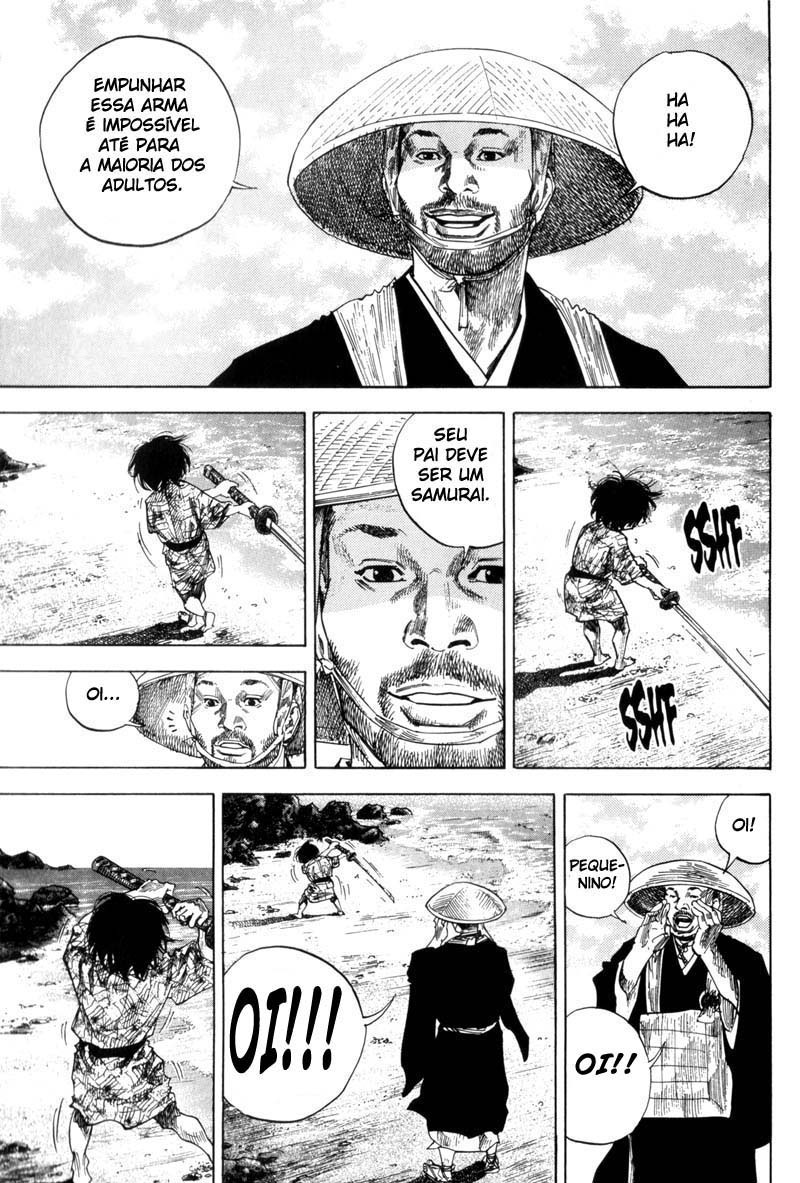 HA
HA
HA!
EMPUNHAR
ESSA ARMA
É IMPOSSÍVEL
ATÉ PARA
A MAIORIA DOS
ADULTOS.
SSHF
SSHF
SEU
PAI DEVE
SER UM
SAMURAI.
OI...
OI!
PEQUE-
NINO!
OI!!
OI!!!